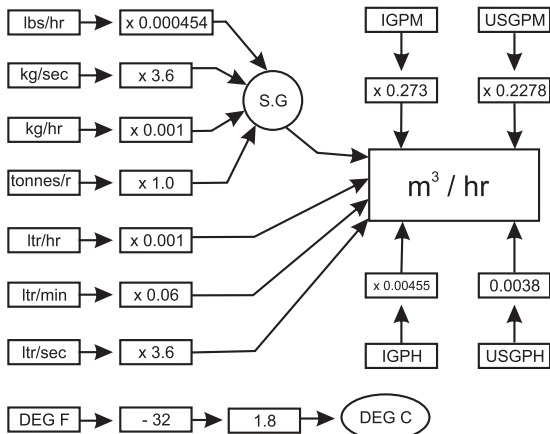 lbs/hr x 0.000454 IGPM USGPM
kg/sec x 3.6 S.G x 0.273 x 0.2278
kg/hr x 0.001
tonnes/r x 1.0 m³ / hr
ltr/hr x 0.001
ltr/min x 0.06 x 0.00455 0.0038
ltr/sec x 3.6 IGPH USGPH
DEG F - 32 1.8 DEG C